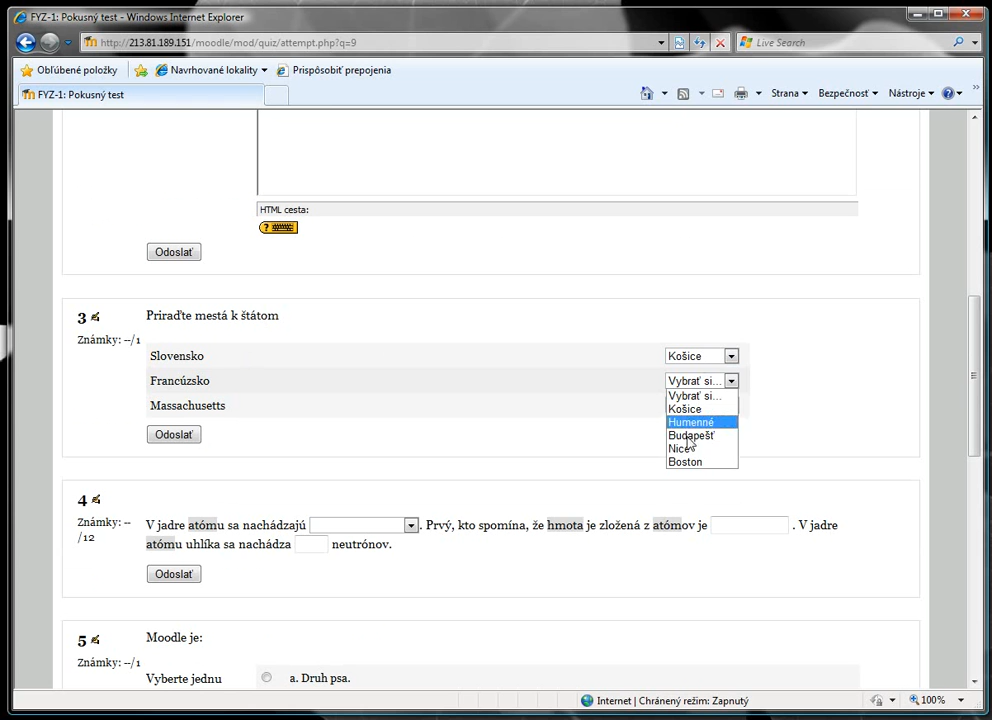 FYZ-1: Pokusný test - Windows Internet Explorer
http://213.81.189.151/moodle/mod/quiz/attempt.php?q=9
Live Search
Obľúbené položky
Navrhované lokality
Prispôsobiť prepojenia
FYZ-1: Pokusný test
Strana
Bezpečnosť
Nástroje
HTML cesta:
?
Odoslať
3
Priraďte mestá k štátom
Známky: --/1
Slovensko
Košice
Francúzsko
Vybrať si...
Massachusetts
Vybrať si...
Košice
Humenné
Budapešť
Nice
Boston
Odoslať
4
Známky: --
/12
V jadre atómu sa nachádzajú . Prvý, kto spomína, že hmota je zložená z atómov je . V jadre
atómu uhlíka sa nachádza neutrónov.
Odoslať
5
Moodle je:
Známky: --/1
Vyberte jednu
a. Druh psa.
Internet | Chránený režim: Zapnutý
100%